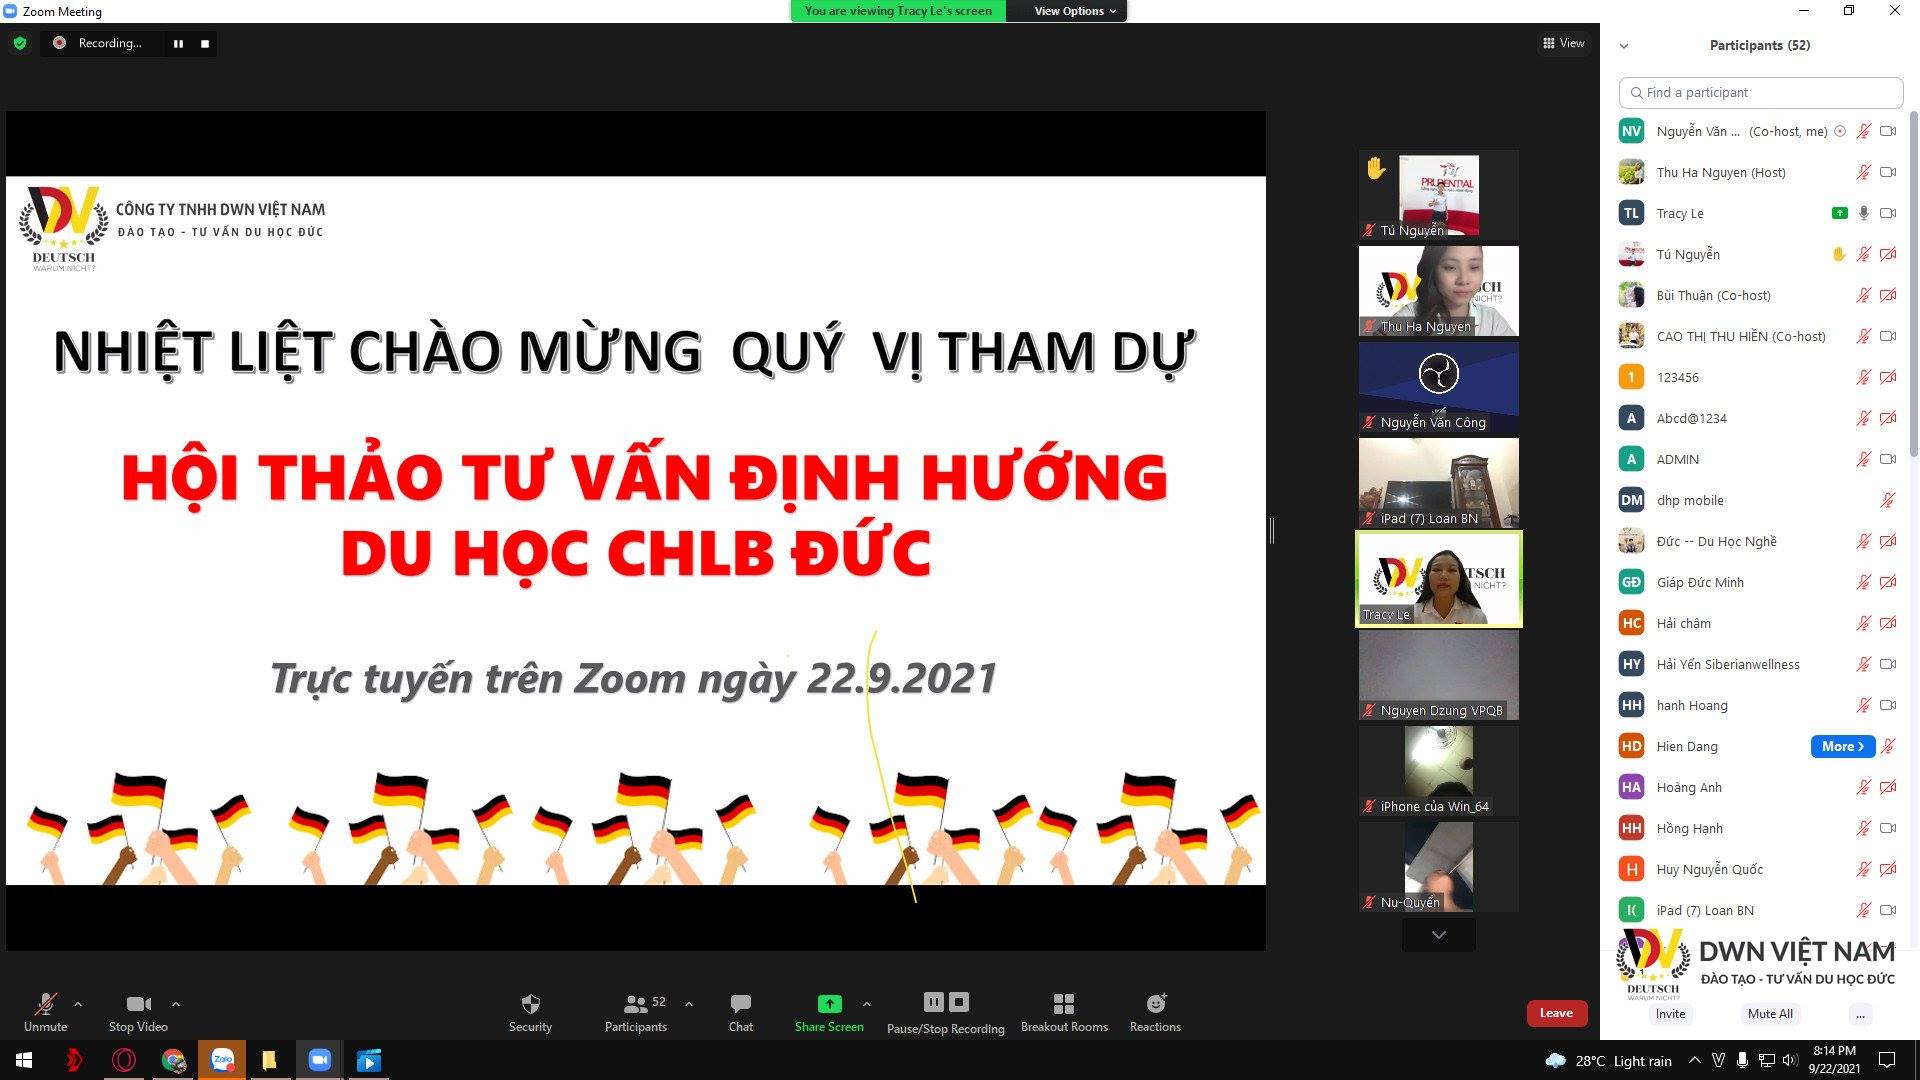 Zoom Meeting
You are viewing Tracy Le's screen
View Options
Recording...
View
CÔNG TY TNHH DWN VIỆT NAM
ĐÀO TẠO - TƯ VẤN DU HỌC ĐỨC
DEUTSCH
WARUM NICHT?
NHIỆT LIỆT CHÀO MỪNG QUÝ VỊ THAM DỰ
HỘI THẢO TƯ VẤN ĐỊNH HƯỚNG
DU HỌC CHLB ĐỨC
Trực tuyến trên Zoom ngày 22.9.2021
PRUDENTIAL
Tú Nguyễn
Thu Ha Nguyen
Nguyễn Văn Công
iPad (7) Loan BN
Tracy Le
Nguyen Dzung VPQB
iPhone của Win_64
Nu-Quyển
Participants (52)
Find a participant
NV Nguyễn Văn ... (Co-host, me)
Thu Ha Nguyen (Host)
TL Tracy Le
Tú Nguyễn
Bùi Thuận (Co-host)
CAO THỊ THU HIỀN (Co-host)
1 123456
A Abcd@1234
A ADMIN
DM dhp mobile
Đức -- Du Học Nghề
GĐ Giáp Đức Minh
HC Hải châm
HY Hải Yến Siberianwellness
HH hanh Hoang
HD Hien Dang More
HA Hoàng Anh
HH Hồng Hạnh
H Huy Nguyễn Quốc
I( iPad (7) Loan BN
DWN VIỆT NAM
ĐÀO TẠO - TƯ VẤN DU HỌC ĐỨC
DEUTSCH
WARUM NICHT?
Invite Mute All ...
Unmute
Stop Video
Security
52
Participants
Chat
Share Screen
Pause/Stop Recording
Breakout Rooms
Reactions
Leave
Zalo
28°C Light rain
8:14 PM
9/22/2021